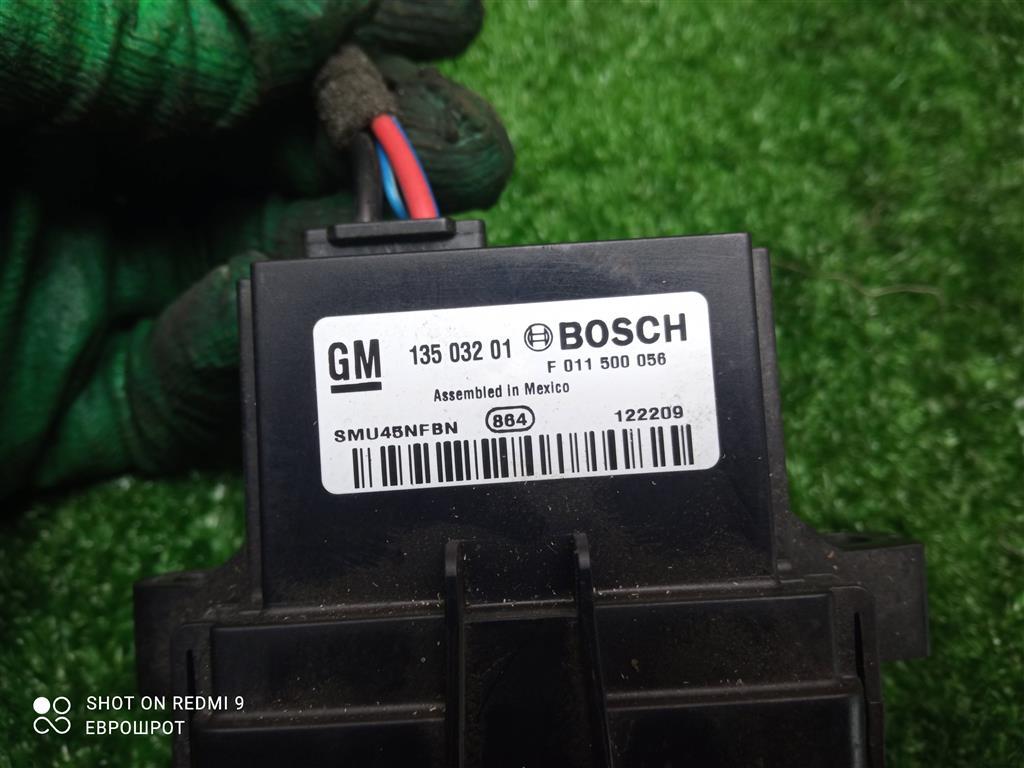 GM 135 032 01 BOSCH
F 011 500 056
Assembled in Mexico
SMU45NFBN 864 122209
SHOT ON REDMI 9
ЕВРОШРОТ